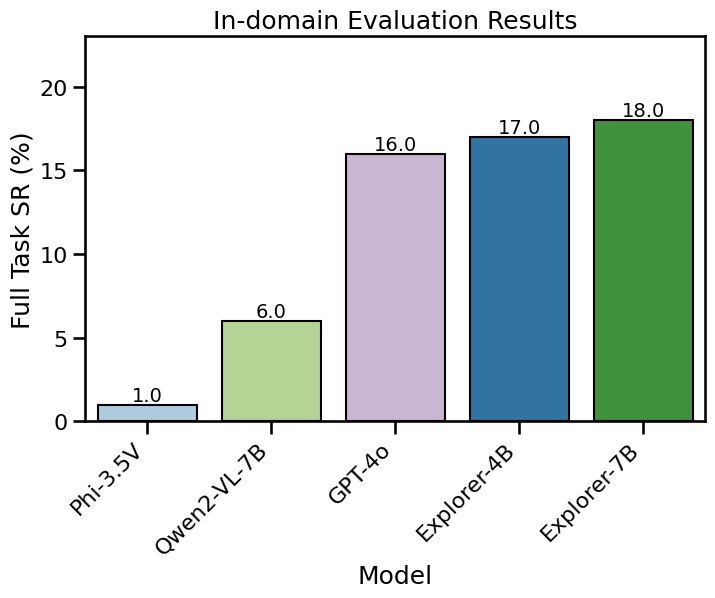 In-domain Evaluation Results
Full Task SR (%)
20
15
10
5
0
1.0
6.0
16.0
17.0
18.0
Phi-3.5V
Qwen2-VL-7B
GPT-4o
Explorer-4B
Explorer-7B
Model